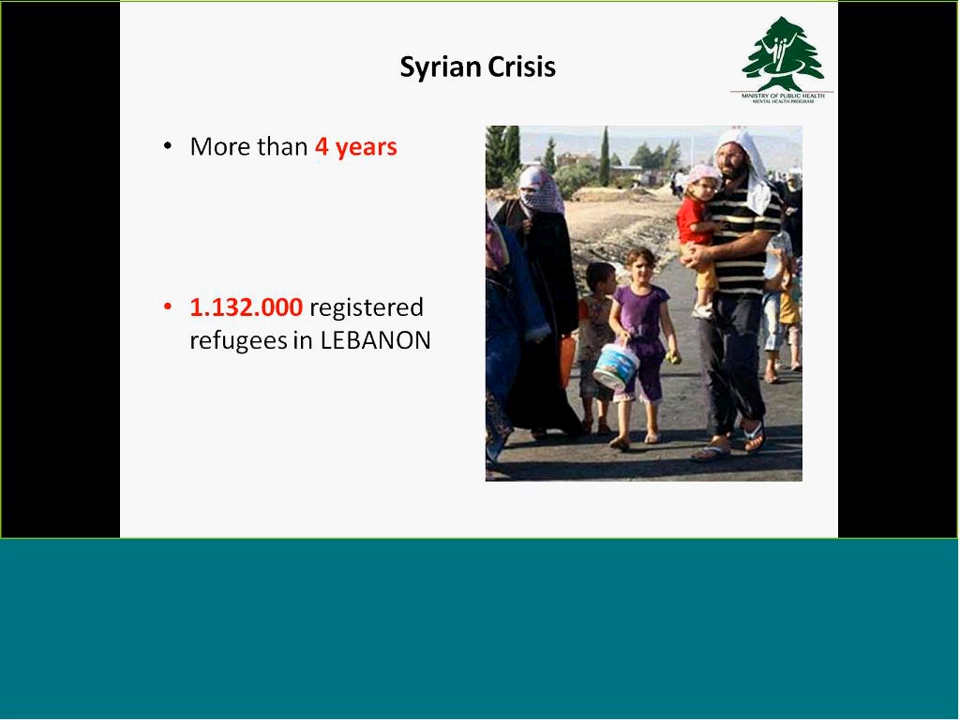 Syrian Crisis
MINISTRY OF PUBLIC HEALTH
MENTAL HEALTH PROGRAM
• More than 4 years
• 1.132.000 registered
refugees in LEBANON